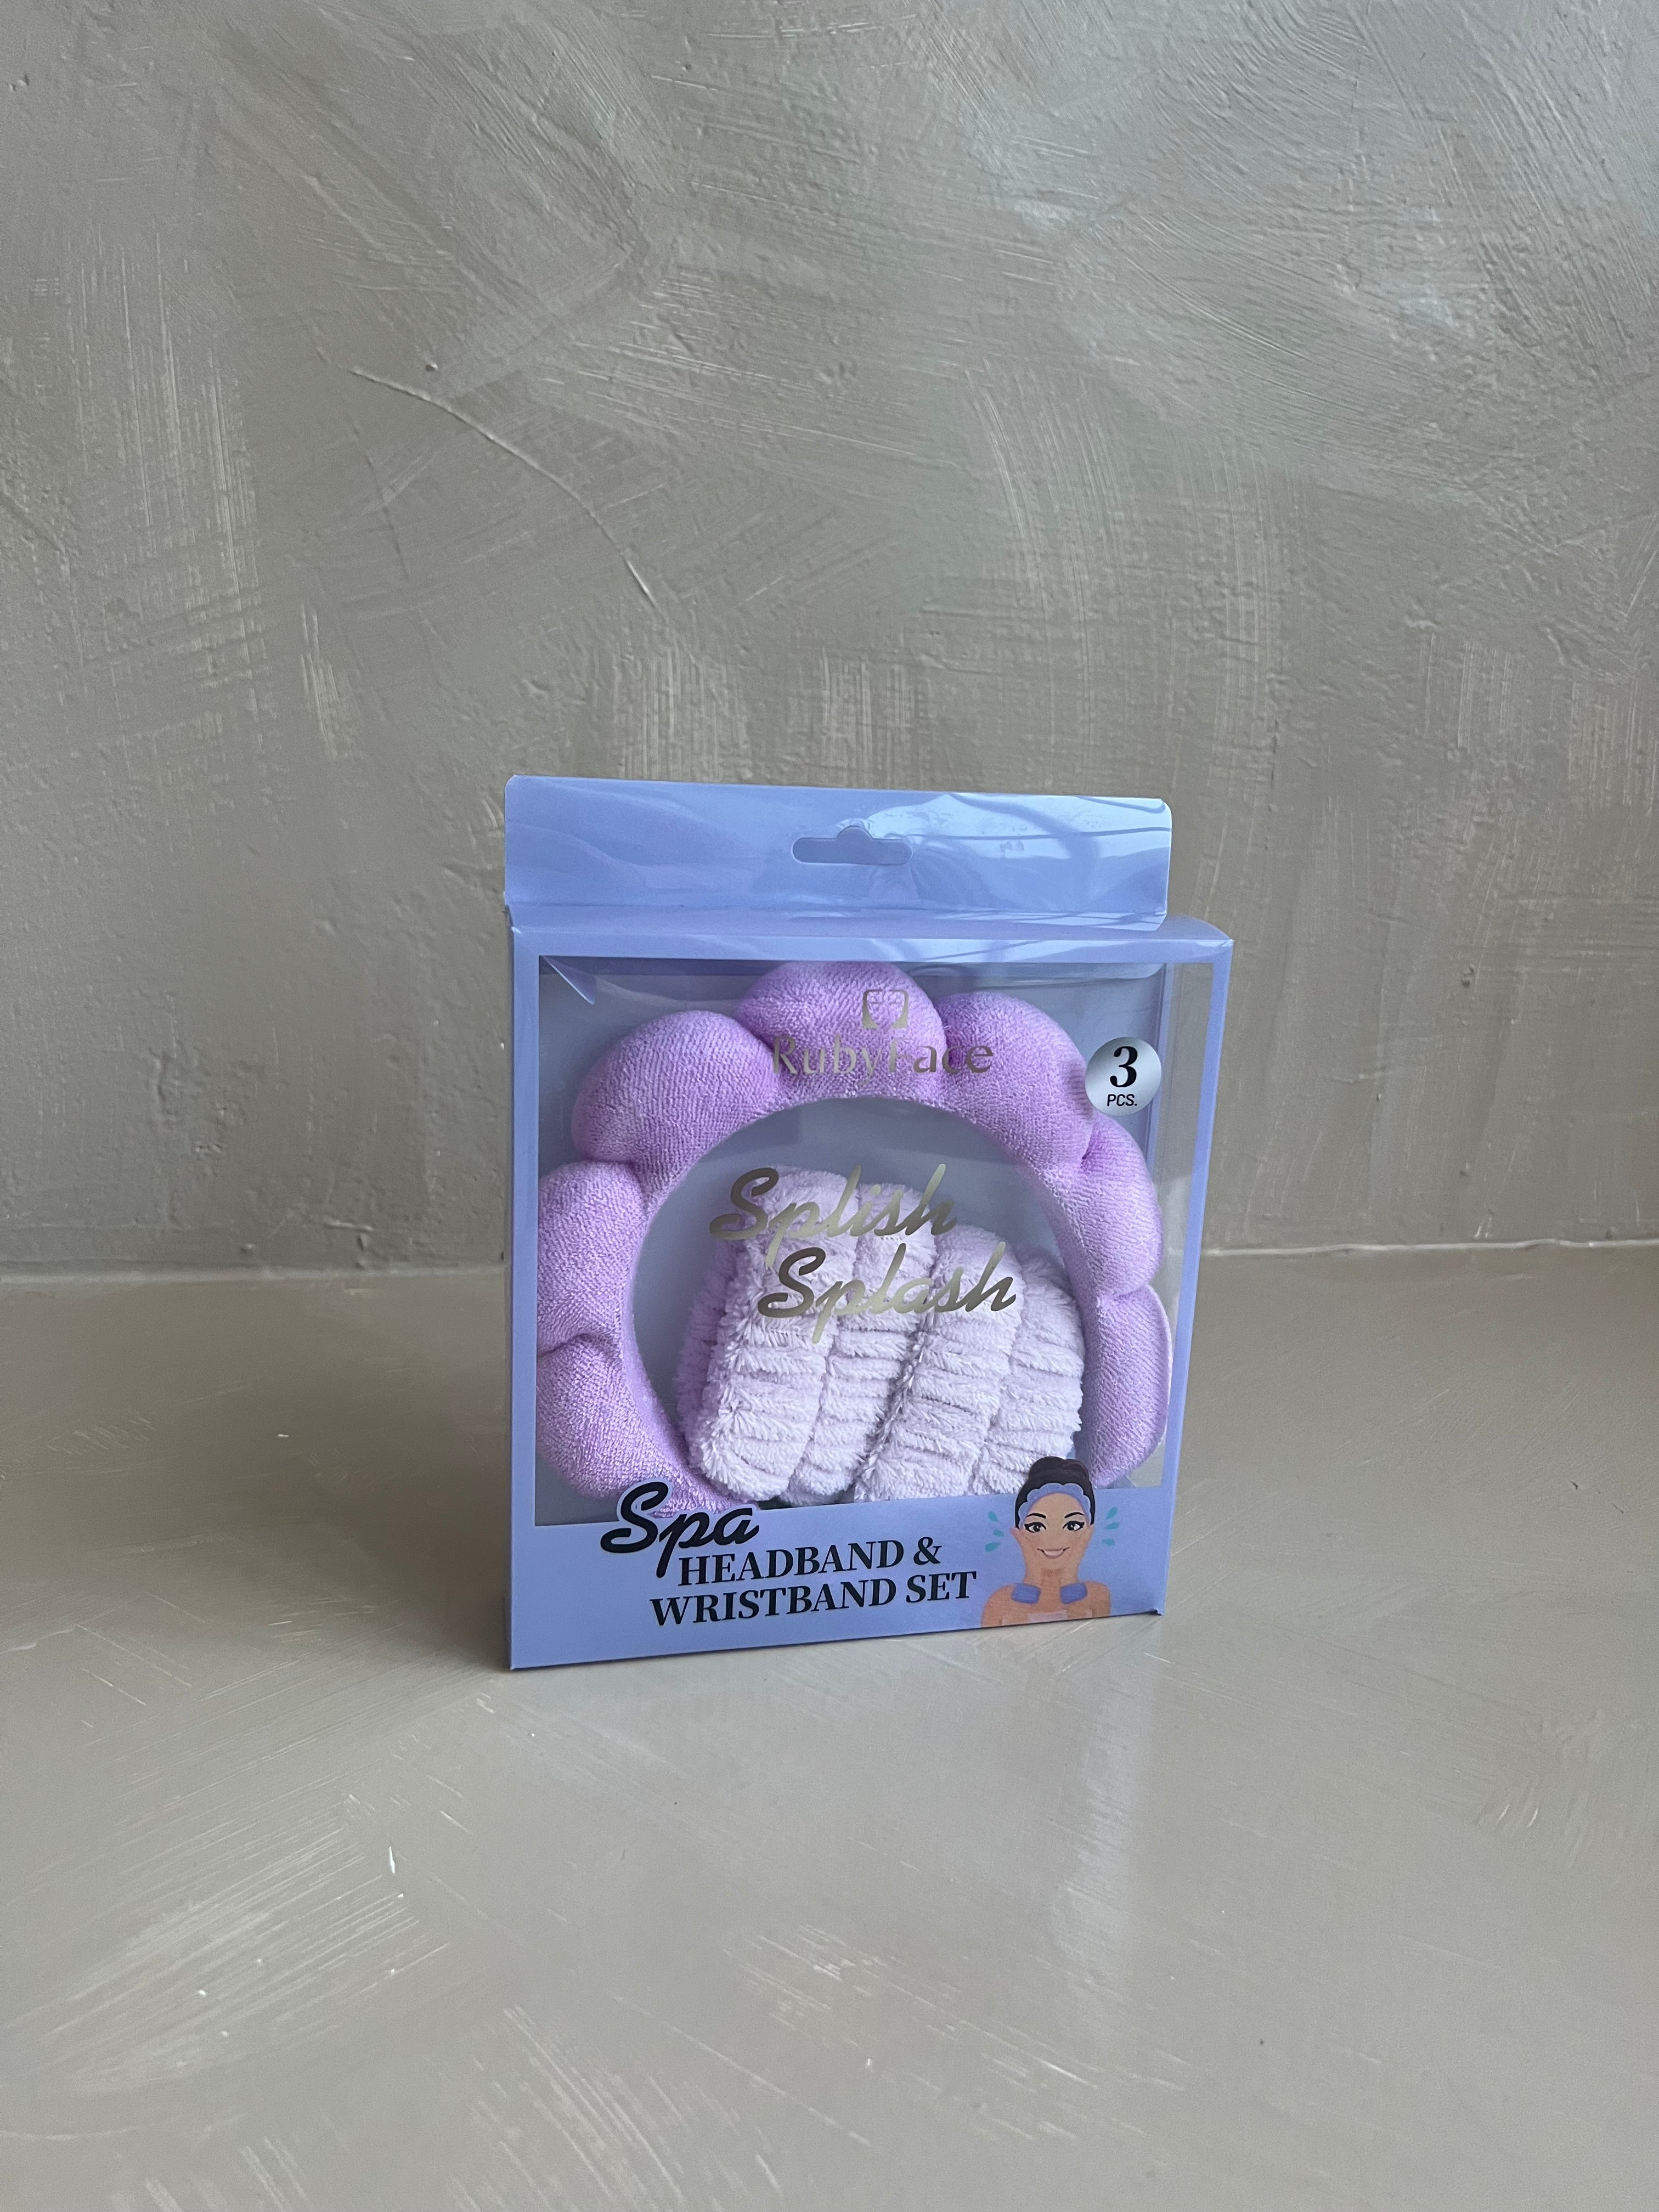 RubyFace
3
PCS.
Splish
Splash
Spa
HEADBAND &
WRISTBAND SET